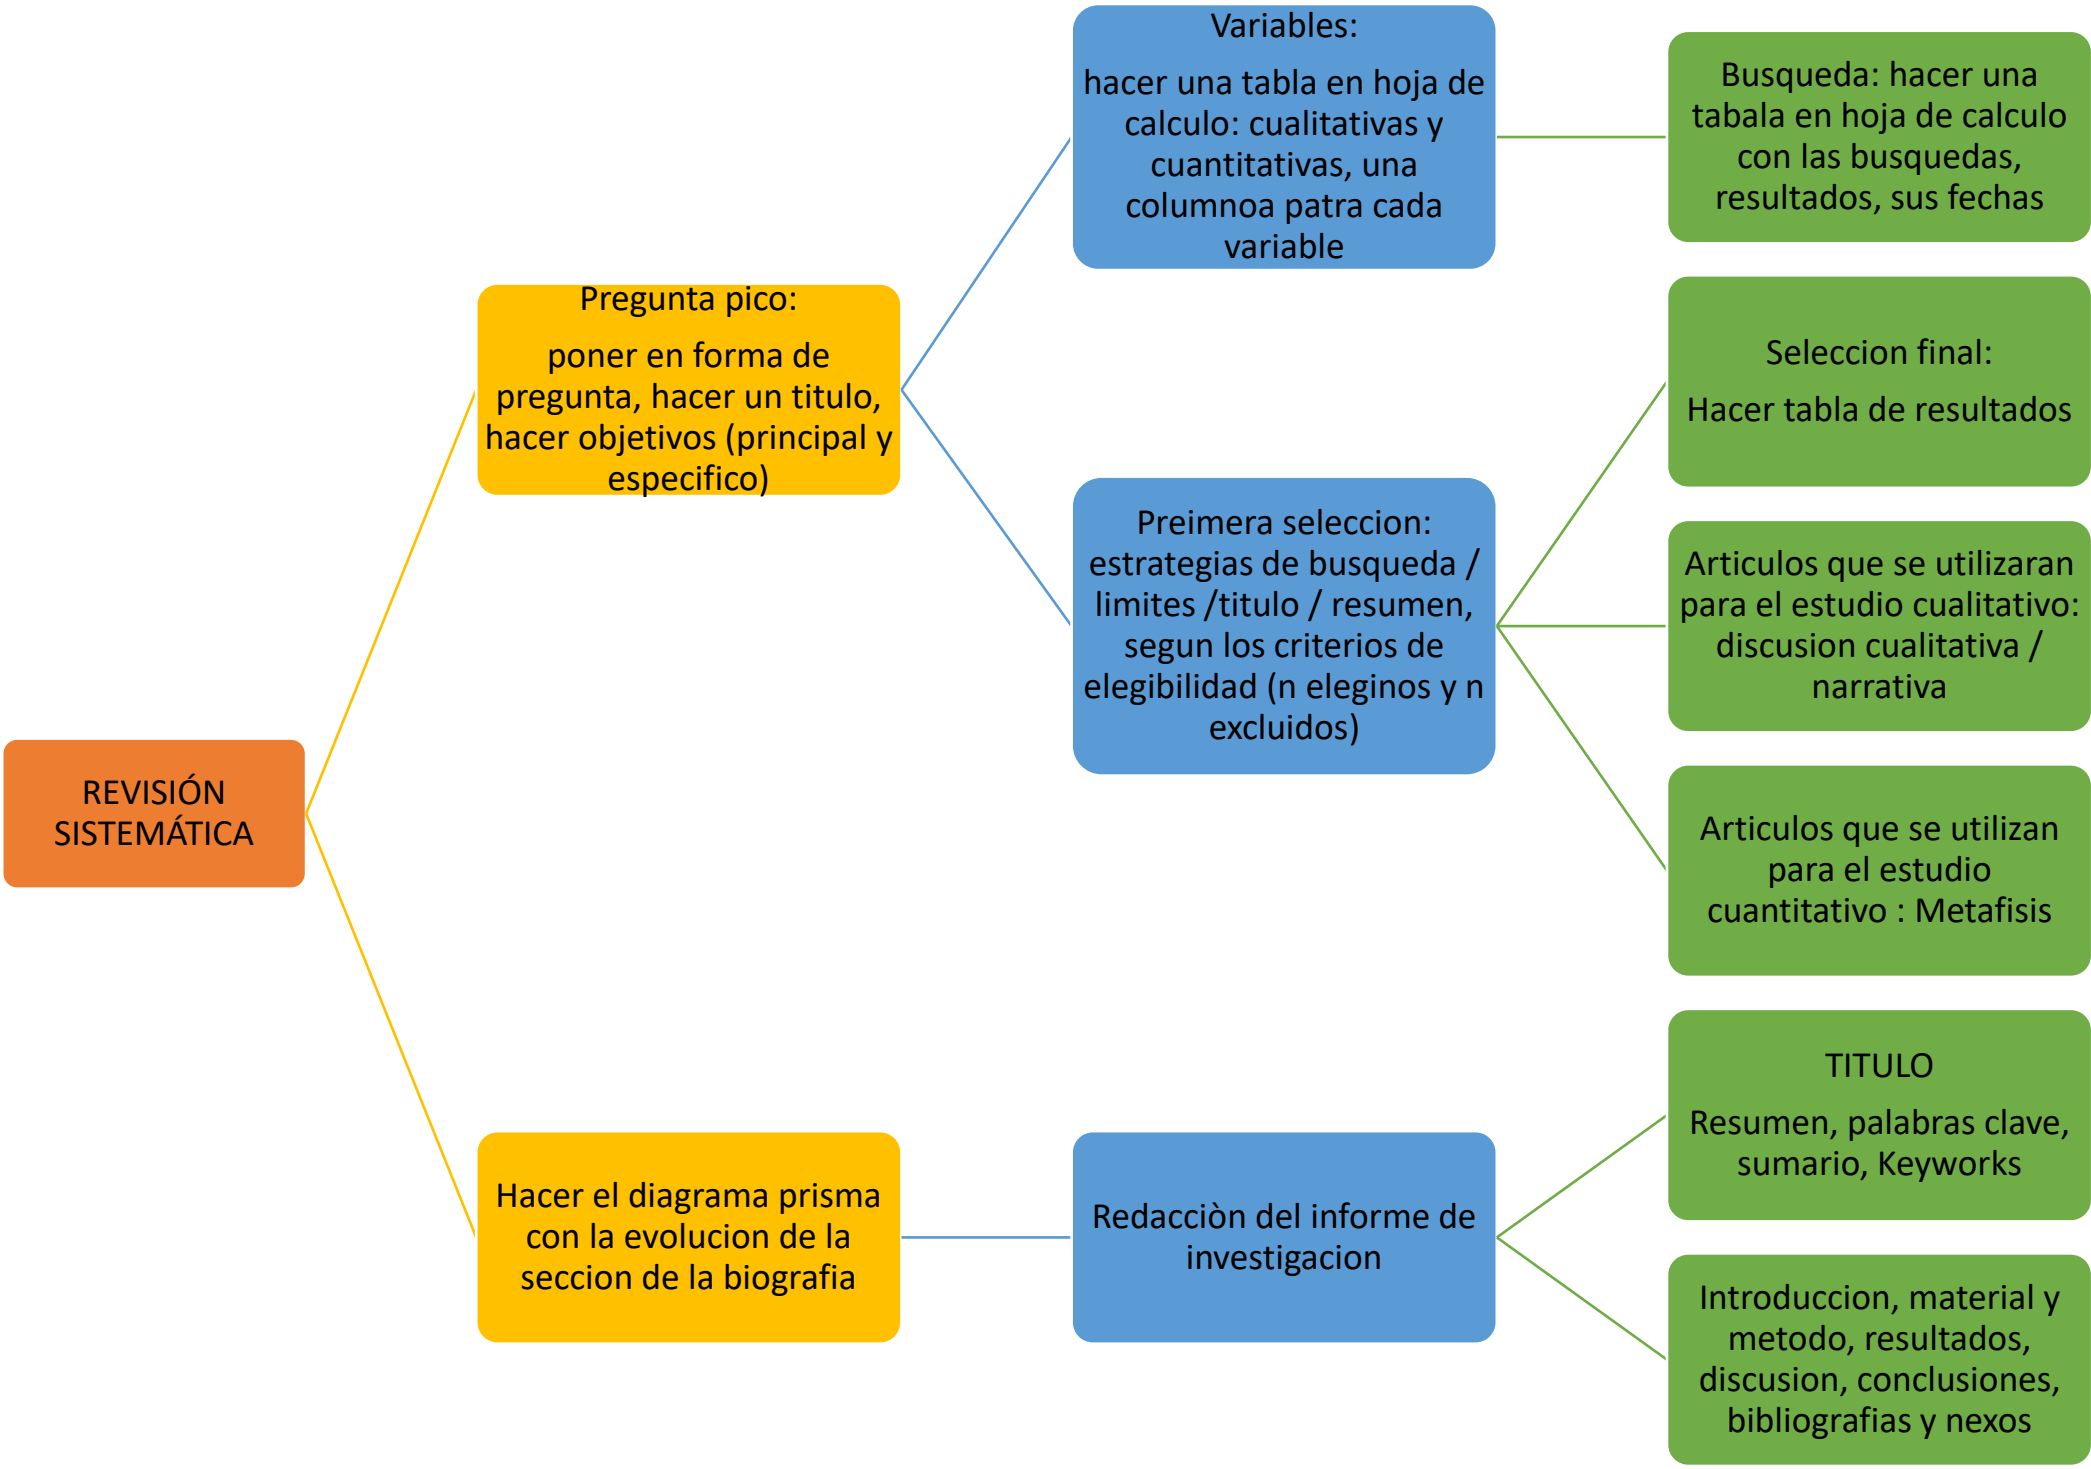 REVISIÓN
SISTEMÁTICA
Pregunta pico:
poner en forma de
pregunta, hacer un titulo,
hacer objetivos (principal y
especifico)
Variables:
hacer una tabla en hoja de
calculo: cualitativas y
cuantitativas, una
columnoa patra cada
variable
Busqueda: hacer una
tabala en hoja de calculo
con las busquedas,
resultados, sus fechas
Preimera seleccion:
estrategias de busqueda /
limites /titulo / resumen,
segun los criterios de
elegibilidad (n eleginos y n
excluidos)
Seleccion final:
Hacer tabla de resultados
Articulos que se utilizaran
para el estudio cualitativo:
discusion cualitativa /
narrativa
Articulos que se utilizan
para el estudio
cuantitativo : Metafisis
Hacer el diagrama prisma
con la evolucion de la
seccion de la biografia
Redacciòn del informe de
investigacion
TITULO
Resumen, palabras clave,
sumario, Keyworks
Introduccion, material y
metodo, resultados,
discusion, conclusiones,
bibliografias y nexos